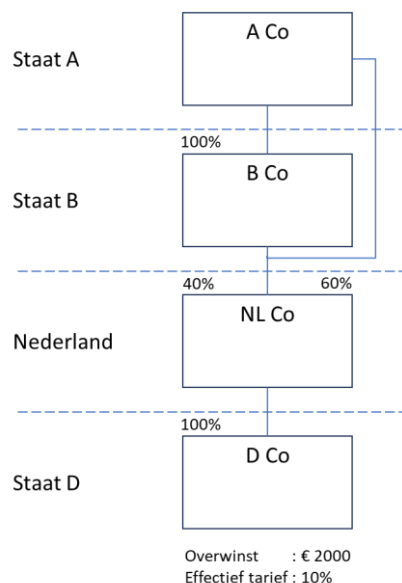 A Co
Staat A
100%
B Co
Staat B
40% 60%
NL Co
Nederland
100%
D Co
Staat D
Overwinst : € 2000
Effectief tarief : 10%